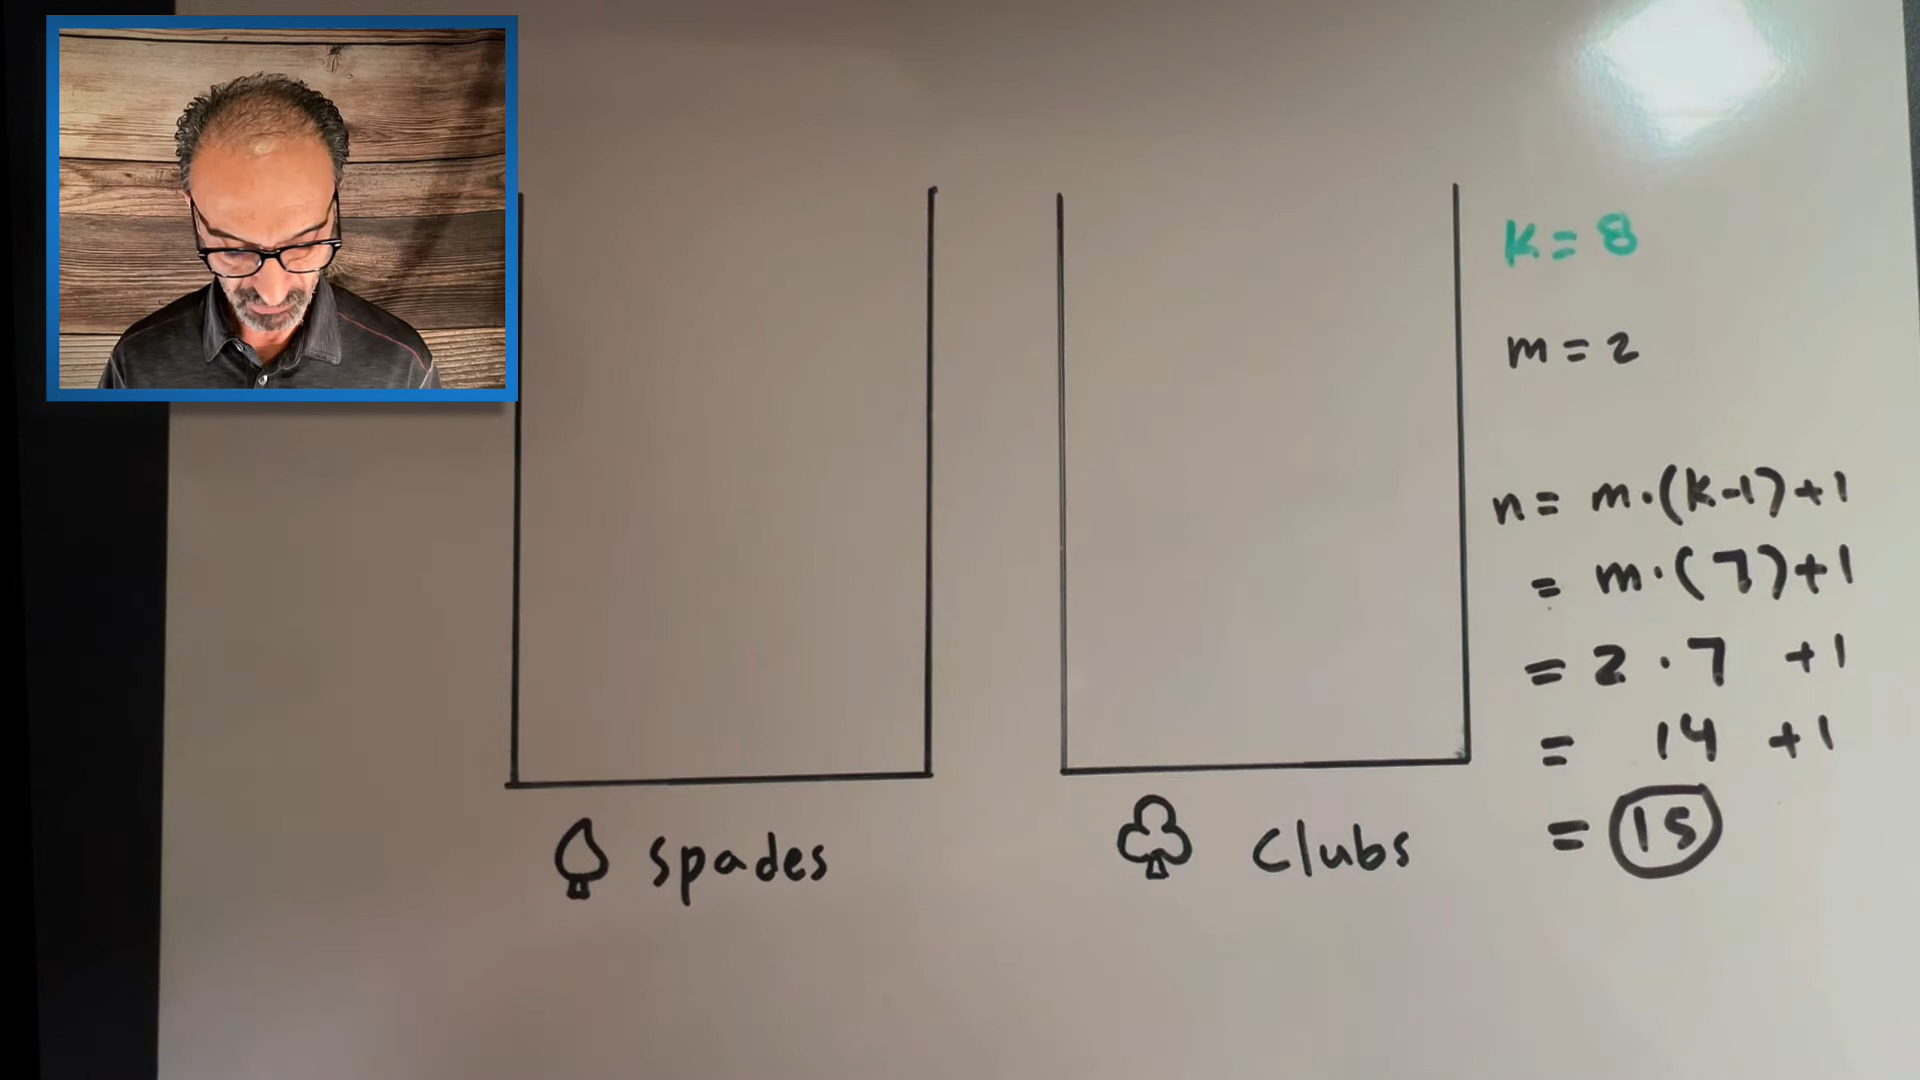 K = 8
m = 2
n = m·(K-1)+1
= m·(7)+1
= 2·7 +1
= 14 +1
= 15
spades
clubs